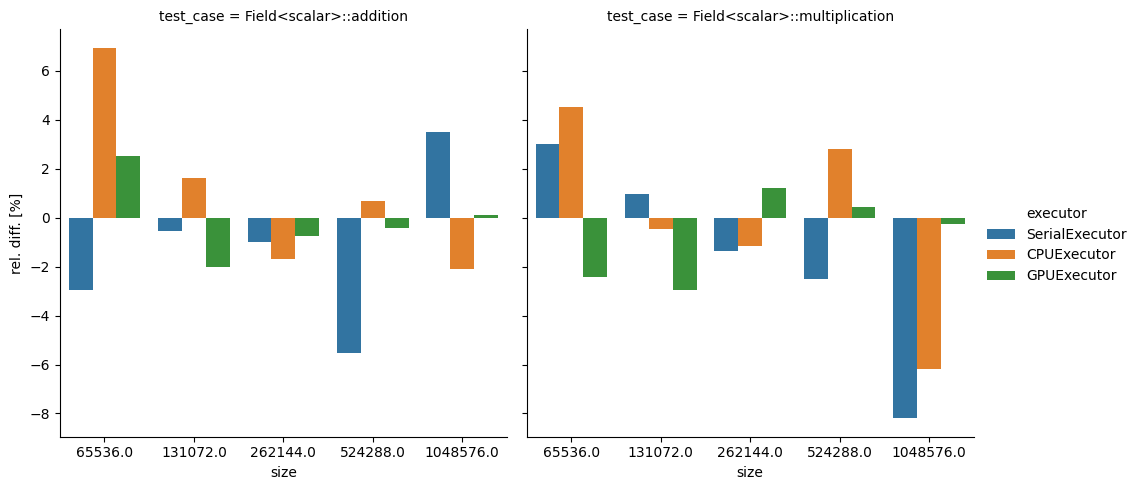 test_case = Field<scalar>::addition
test_case = Field<scalar>::multiplication
6
4
2
0
−2
−4
−6
−8
rel. diff. [%]
65536.0 131072.0 262144.0 524288.0 1048576.0
size
65536.0 131072.0 262144.0 524288.0 1048576.0
size
executor
SerialExecutor
CPUExecutor
GPUExecutor